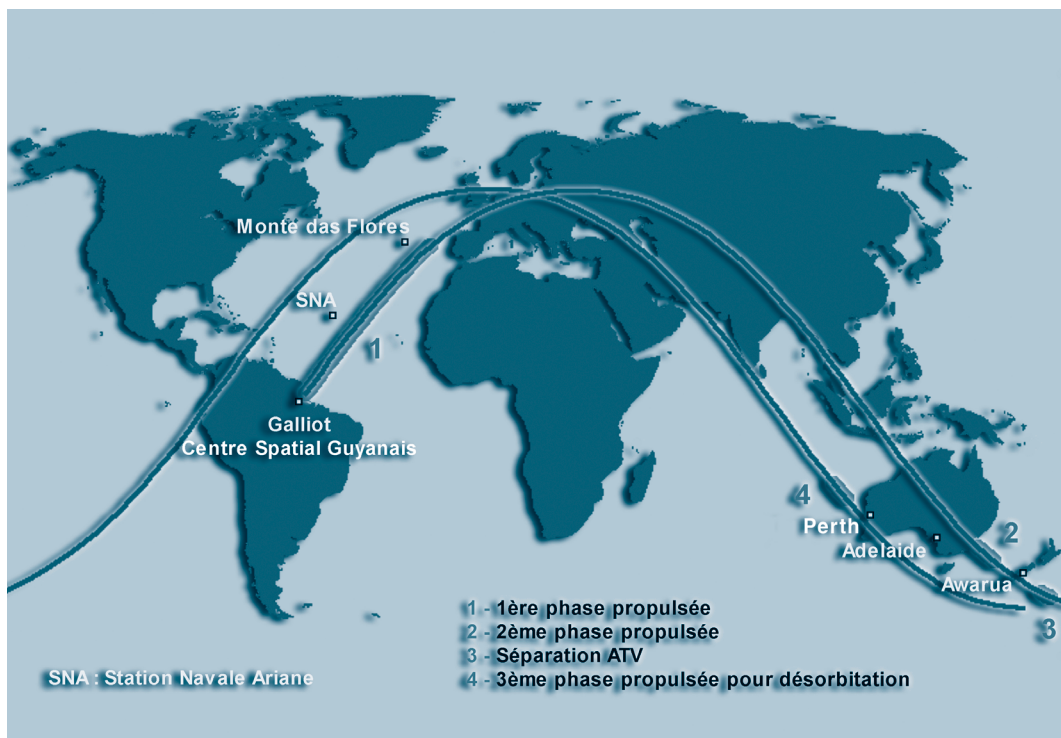 Monte das Flores
SNA
1
Galliot
Centre Spatial Guyanais
4
Perth
2
Adelaide
Awarua
3
1 - 1ère phase propulsée
2 - 2ème phase propulsée
3 - Séparation ATV
4 - 3ème phase propulsée pour désorbitation
SNA : Station Navale Ariane